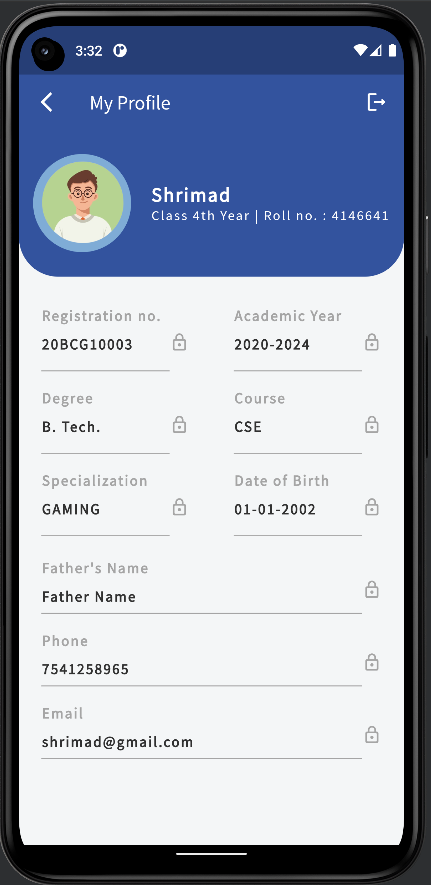 3:32
My Profile
Shrimad
Class 4th Year | Roll no. : 4146641
Registration no.
Academic Year
20BCG10003
2020-2024
Degree
Course
B. Tech.
CSE
Specialization
Date of Birth
GAMING
01-01-2002
Father's Name
Father Name
Phone
7541258965
Email
shrimad@gmail.com